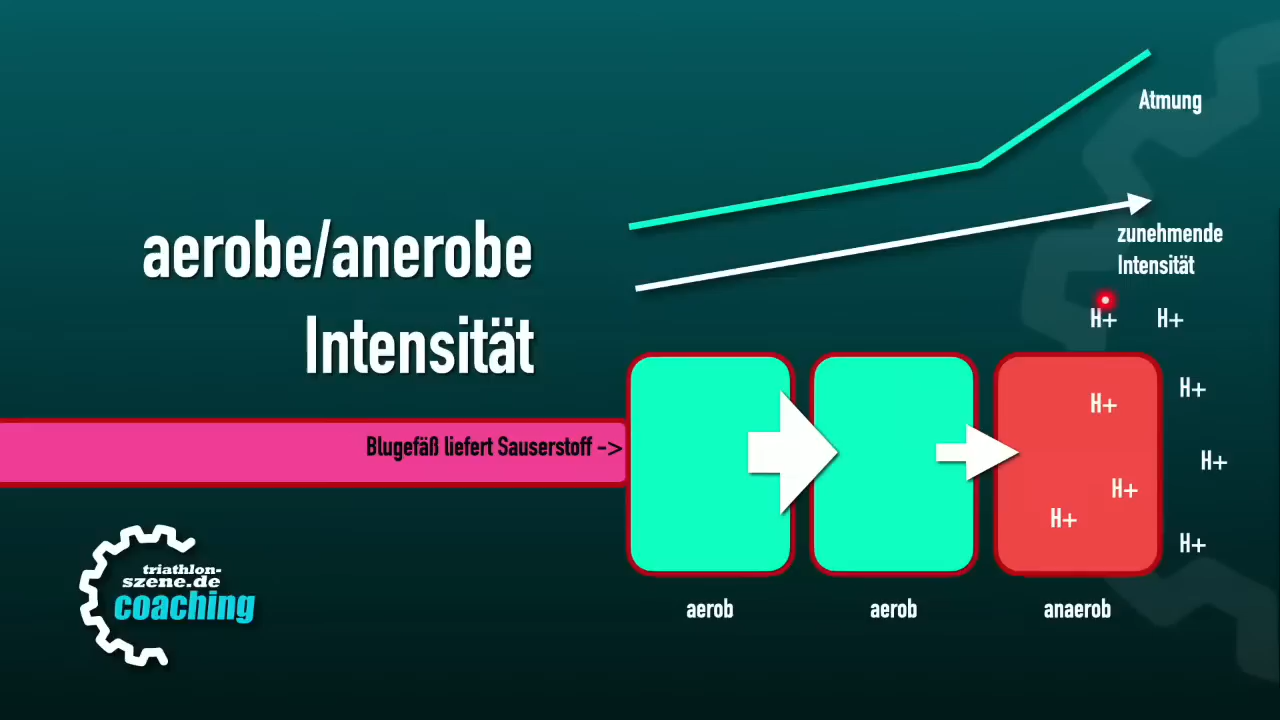 Atmung
zunehmende
Intensität
aerobe/anerobe
Intensität
Blugefäß liefert Sauserstoff ->
H+ H+
H+
H+
H+
H+
H+
H+
aerob aerob anaerob
triathlon-
szene.de
coaching